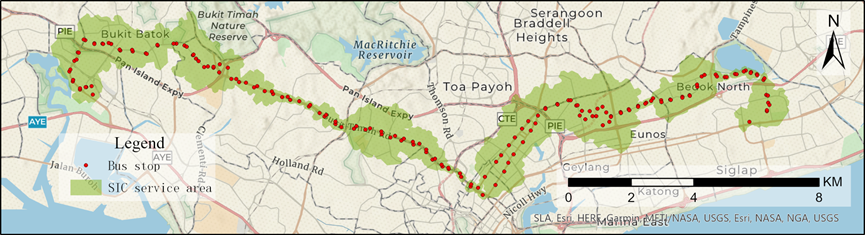 Bukit Timah
Nature
Reserve
Serangoon
Braddell
Heights
Tampines
N
PIE
Bukit Batok
MacRitchie
Reservoir
Pan-Island Expy
Pan-Island Expy
Thomson Rd
Toa Payoh
Bedok North
CTE
PIE
Eunos
AYE
Legend
Bus stop
SIC service area
AYE
Clementi-Rd
Holland-Rd
Geylang
Siglap
Katong
Nicoll Hwy
Marina East
0 2 4 8
KM
SLA, Esri, HERE, Garmin, METI/NASA, USGS, Esri, NASA, NGA, USGS